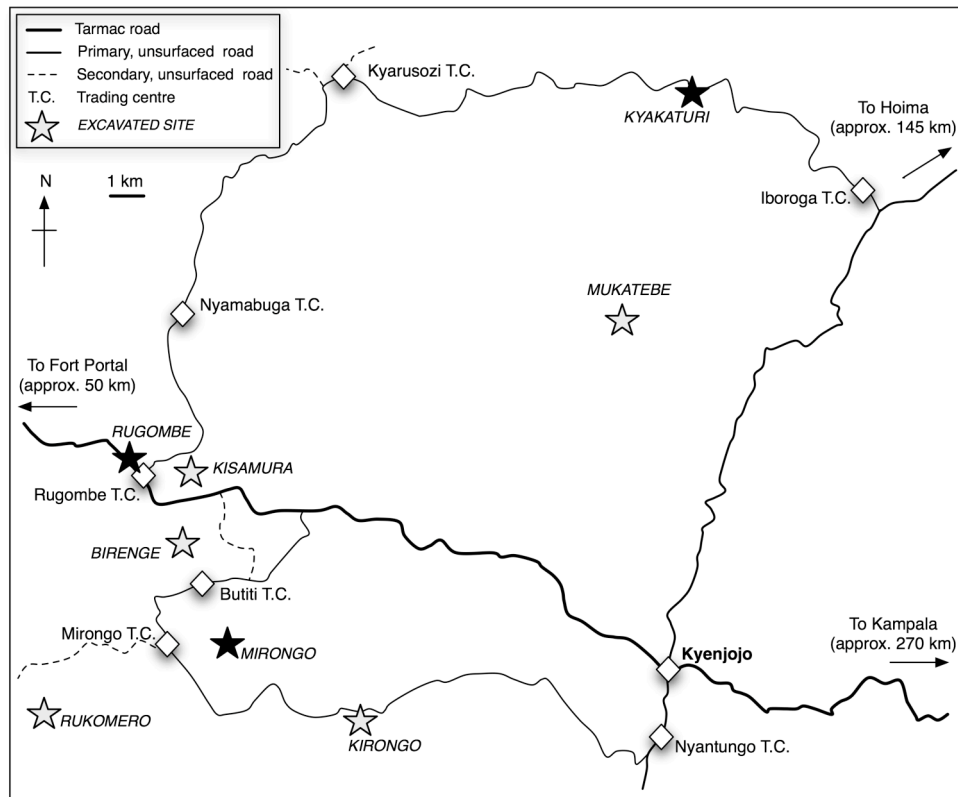 Tarmac road
Primary, unsurfaced road
Secondary, unsurfaced road
T.C. Trading centre
EXCAVATED SITE
N
1 km
Kyarusozi T.C.
KYAKATURI
To Hoima
(approx. 145 km)
Iboroga T.C.
MUKATEBE
Nyamabuga T.C.
To Fort Portal
(approx. 50 km)
RUGOMBE
KISAMURA
Rugombe T.C.
BIRENGE
Butiti T.C.
Mirongo T.C.
MIRONGO
Kyenjojo
To Kampala
(approx. 270 km)
RUKOMERO
KIRONGO
Nyantungo T.C.